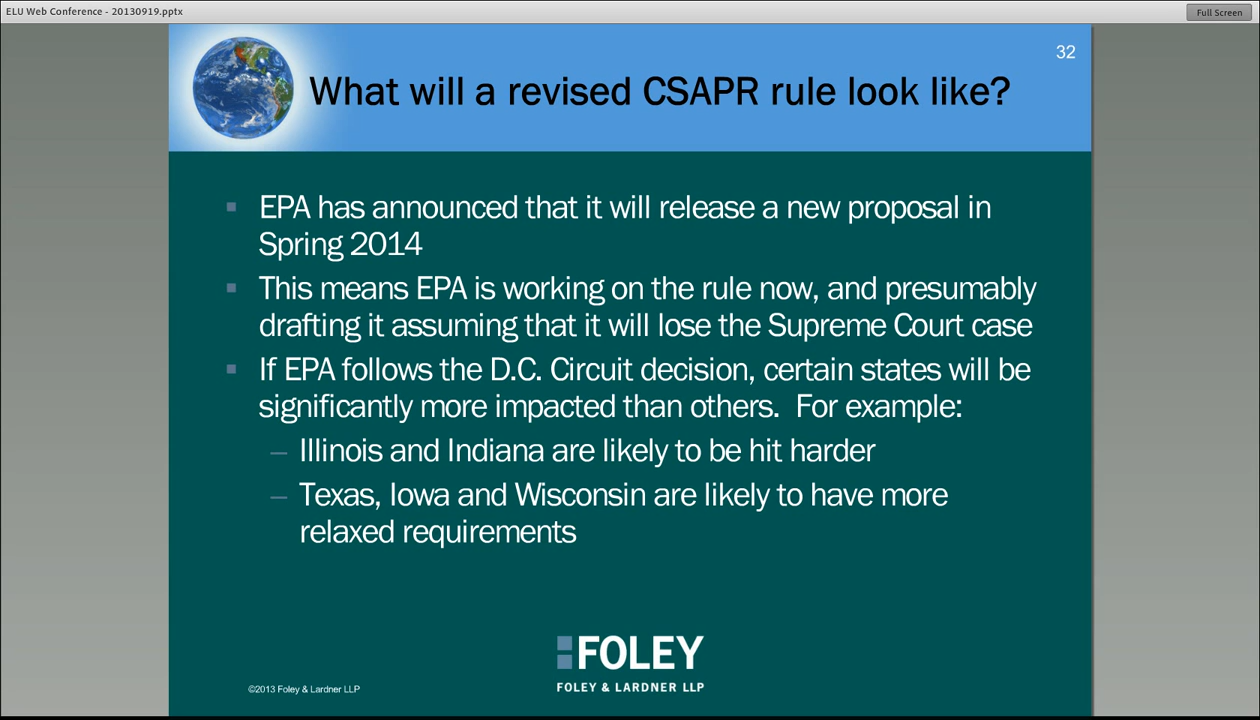 ELU Web Conference - 20130919.pptx
Full Screen
32
What will a revised CSAPR rule look like?
EPA has announced that it will release a new proposal in
Spring 2014
This means EPA is working on the rule now, and presumably
drafting it assuming that it will lose the Supreme Court case
If EPA follows the D.C. Circuit decision, certain states will be
significantly more impacted than others.  For example:
– Illinois and Indiana are likely to be hit harder
– Texas, Iowa and Wisconsin are likely to have more
relaxed requirements
FOLEY
FOLEY & LARDNER LLP
©2013 Foley & Lardner LLP